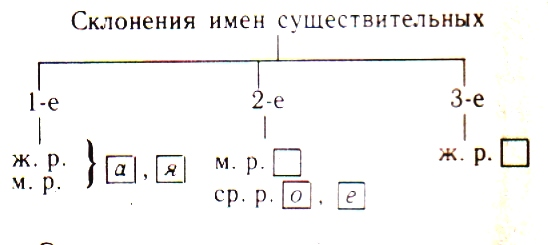 Склонения имен существительных
1-е 2-е 3-е
ж. р. м. р. } а, я
м. р.
ср. р. о, е
ж. р.